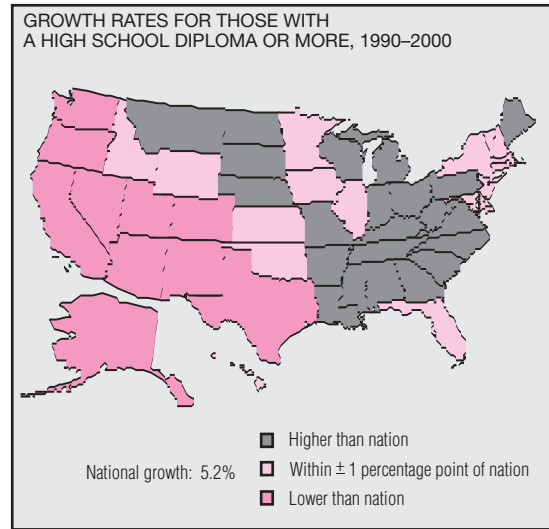 GROWTH RATES FOR THOSE WITH
A HIGH SCHOOL DIPLOMA OR MORE, 1990–2000
Higher than nation
National growth: 5.2%
Within ± 1 percentage point of nation
Lower than nation